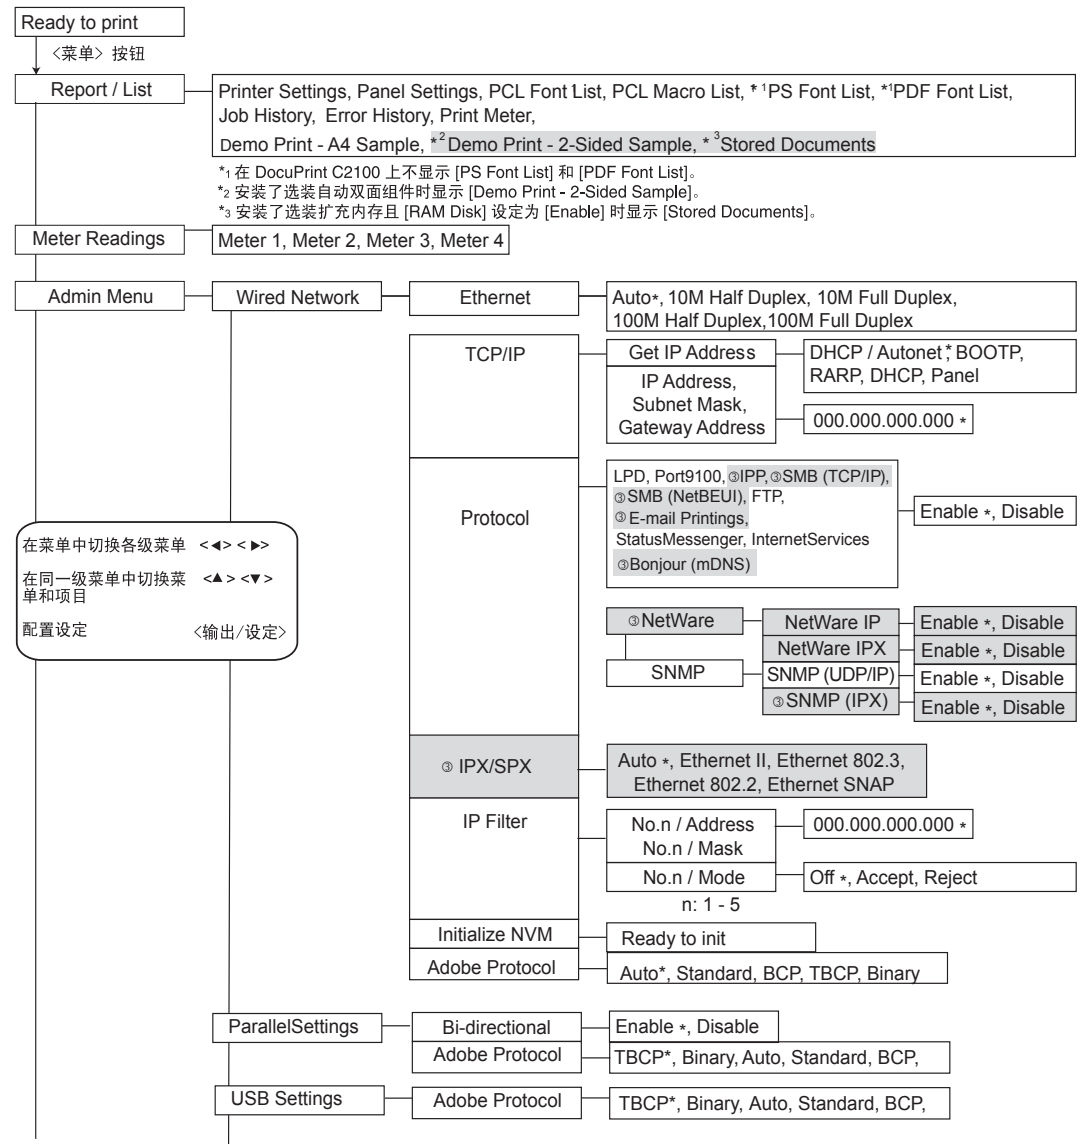 Ready to print
〈菜单〉 按钮
Report / List
Printer Settings, Panel Settings, PCL Font List, PCL Macro List, *1PS Font List, *1PDF Font List,
Job History, Error History, Print Meter,
Demo Print - A4 Sample, *2 Demo Print - 2-Sided Sample, *3 Stored Documents
*1 在 DocuPrint C2100 上不显示 [PS Font List] 和 [PDF Font List]。
*2 安装了选装自动双面组件时显示 [Demo Print - 2-Sided Sample]。
*3 安装了选装扩充内存且 [RAM Disk] 设定为 [Enable] 时显示 [Stored Documents]。
Meter Readings
Meter 1, Meter 2, Meter 3, Meter 4
Admin Menu
Wired Network
Ethernet
Auto*, 10M Half Duplex, 10M Full Duplex,
100M Half Duplex,100M Full Duplex
TCP/IP
Get IP Address
DHCP / Autonet*, BOOTP,
RARP, DHCP, Panel
IP Address,
Subnet Mask,
Gateway Address
000.000.000.000 *
Protocol
LPD, Port9100, ③IPP, ③SMB (TCP/IP),
③SMB (NetBEUI), FTP,
③E-mail Printings,
StatusMessenger, InternetServices
③Bonjour (mDNS)
Enable *, Disable
在菜单中切换各级菜单 <◀> <▶>
在同一级菜单中切换菜
单和项目 <▲> <▼>
配置设定 〈输出/设定〉
③NetWare
NetWare IP
Enable *, Disable
NetWare IPX
Enable *, Disable
SNMP
SNMP (UDP/IP)
Enable *, Disable
③SNMP (IPX)
Enable *, Disable
③ IPX/SPX
Auto *, Ethernet II, Ethernet 802.3,
Ethernet 802.2, Ethernet SNAP
IP Filter
No.n / Address
No.n / Mask
000.000.000.000 *
No.n / Mode
Off *, Accept, Reject
n: 1 - 5
Initialize NVM
Ready to init
Adobe Protocol
Auto*, Standard, BCP, TBCP, Binary
ParallelSettings
Bi-directional
Enable *, Disable
Adobe Protocol
TBCP*, Binary, Auto, Standard, BCP,
USB Settings
Adobe Protocol
TBCP*, Binary, Auto, Standard, BCP,